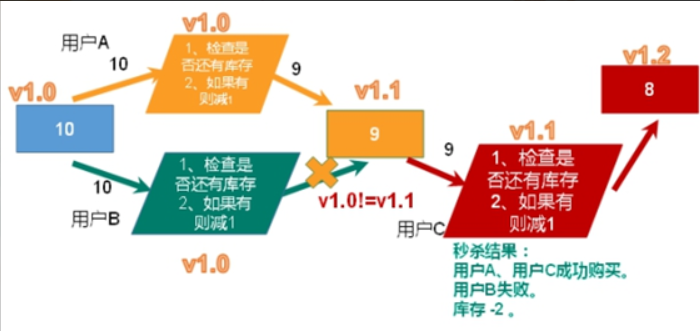 用户A
v1.0
10
1、检查是
否还有库存
2、如果有
则减1
9
v1.0
10
v1.1
9
v1.2
8
10
用户B
1、检查是
否还有库存
2、如果有
则减1
v1.0
v1.0!=v1.1
9
用户C
v1.1
1、检查是
否还有库存
2、如果有
则减1
秒杀结果：
用户A、用户C成功购买。
用户B失败。
库存 -2 。